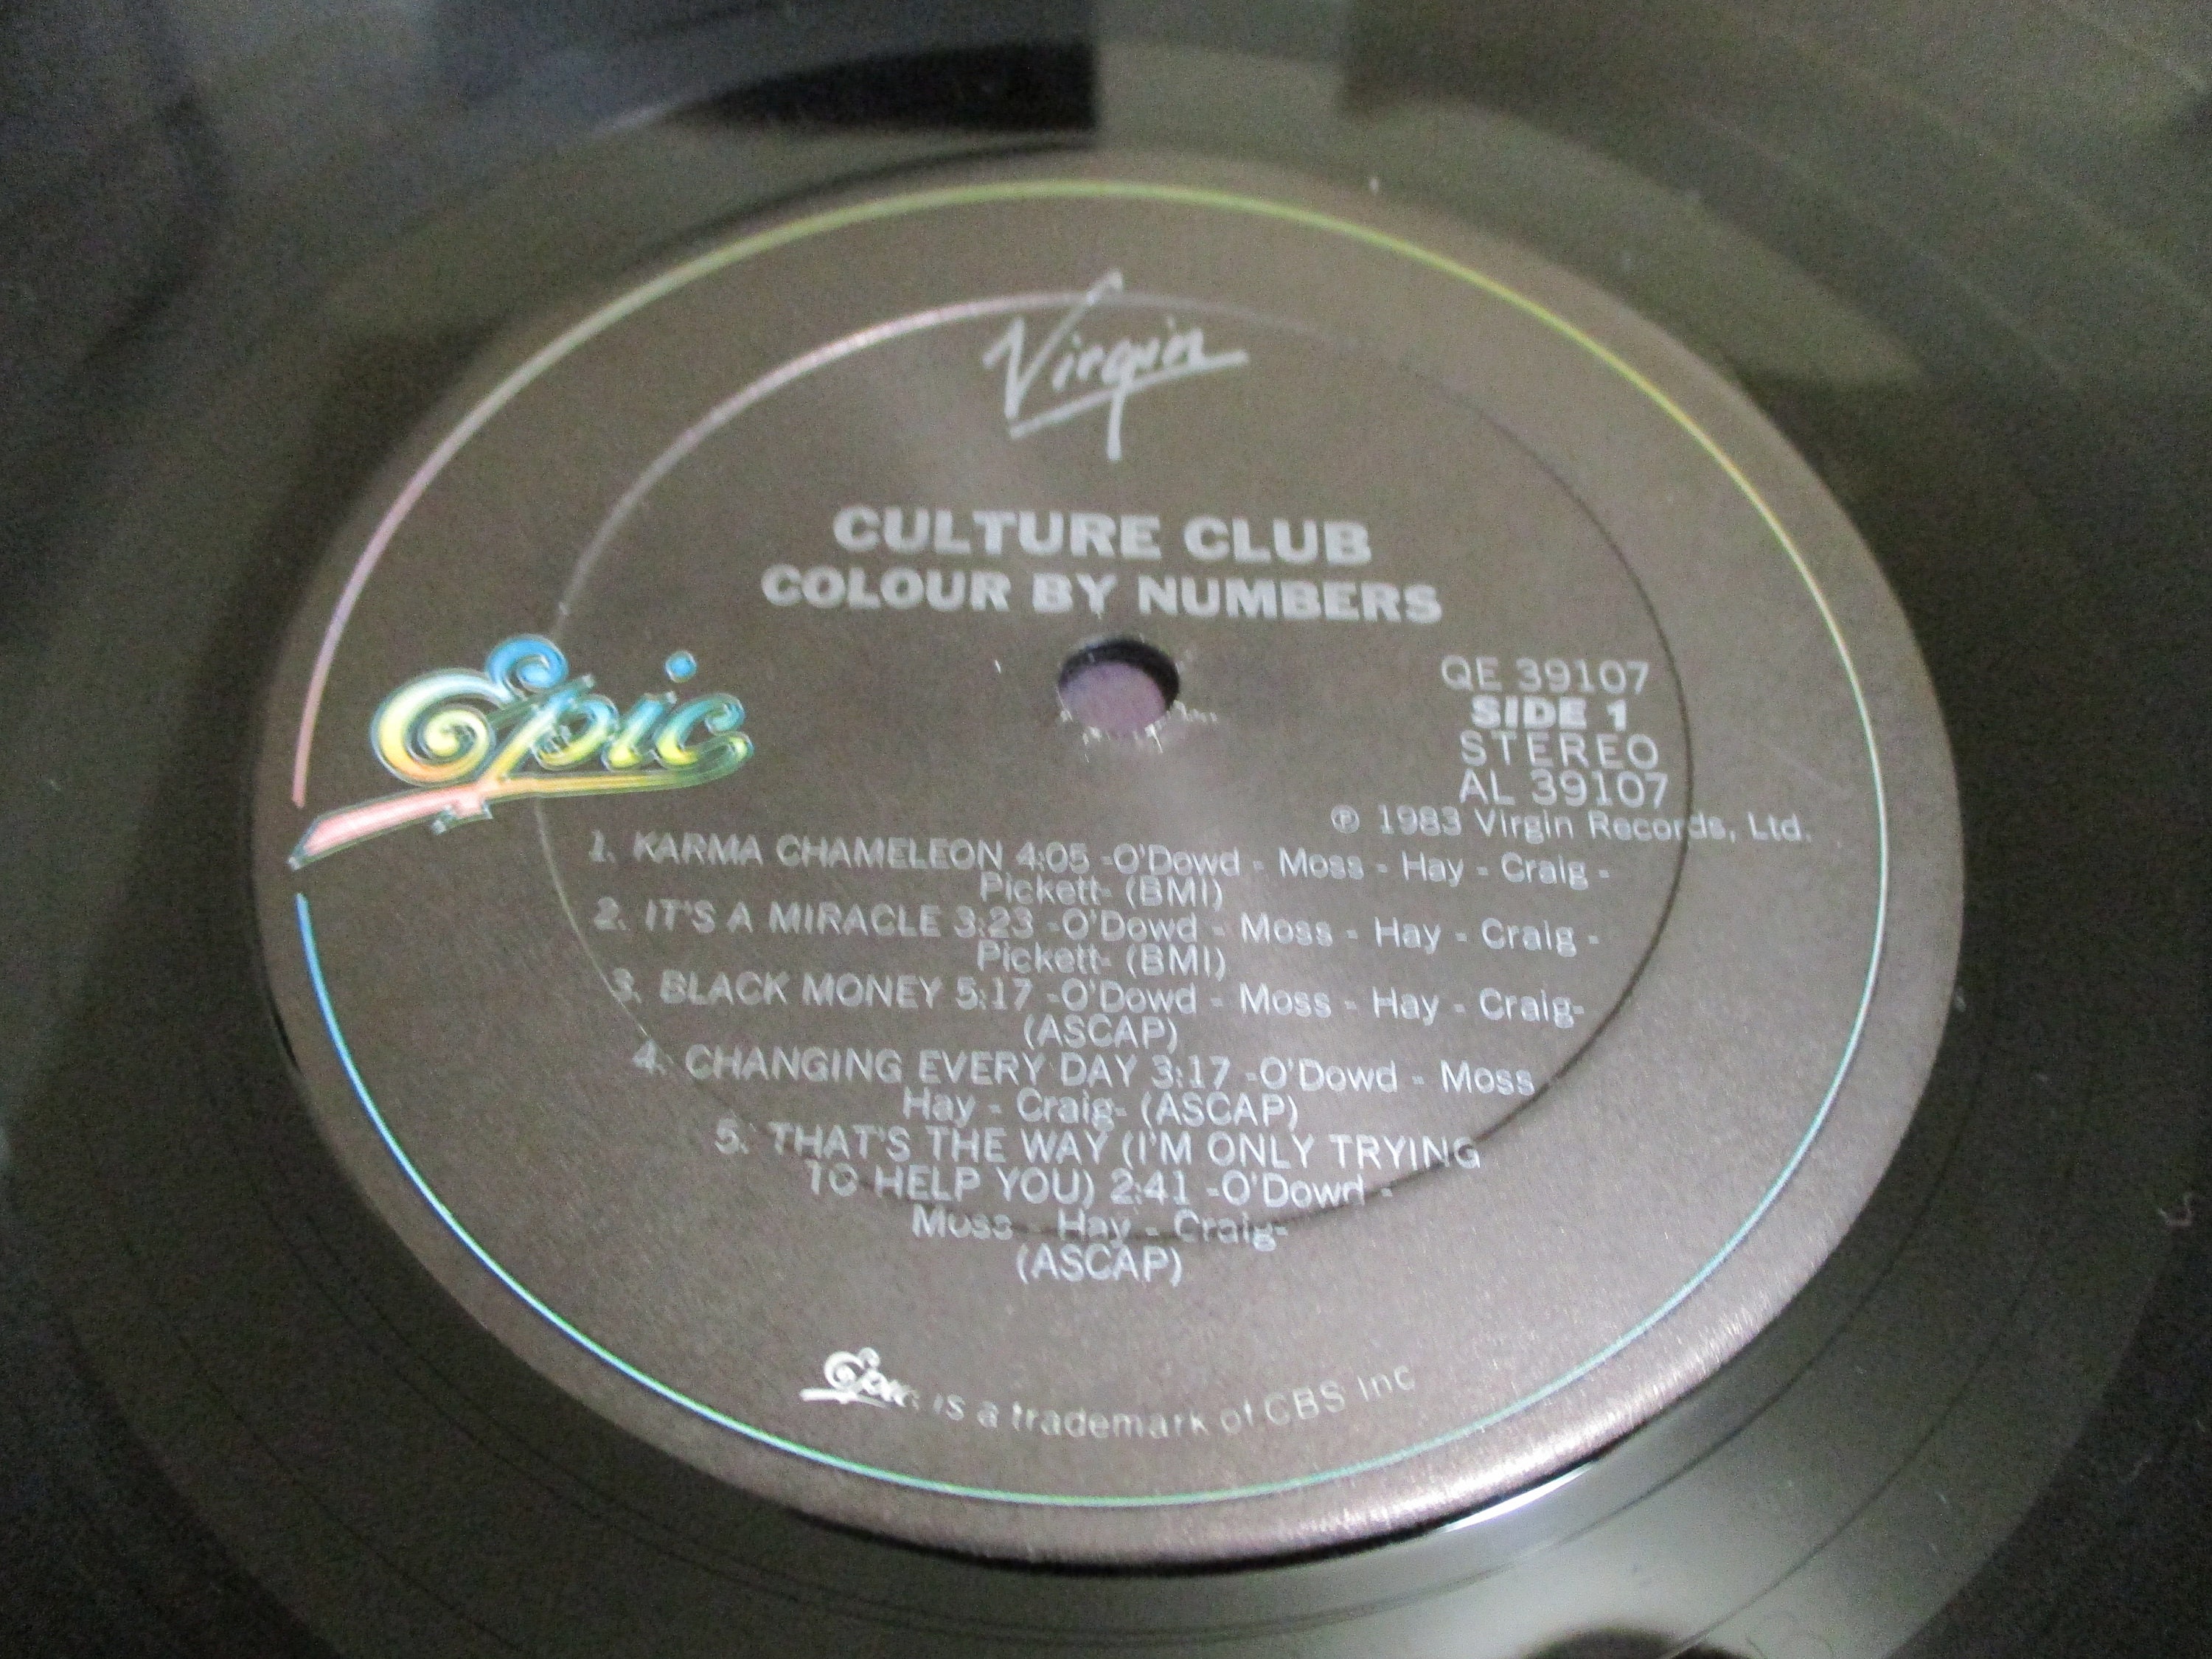 Virgin
CULTURE CLUB
COLOUR BY NUMBERS
Epic
QE 39107
SIDE 1
STEREO
AL 39107
℗ 1983 Virgin Records, Ltd.
1. KARMA CHAMELEON 4:05 -O'Dowd - Moss - Hay - Craig -
Pickett- (BMI)
2. IT'S A MIRACLE 3:23 -O'Dowd - Moss - Hay - Craig -
Pickett- (BMI)
3. BLACK MONEY 5:17 -O'Dowd - Moss - Hay - Craig-
(ASCAP)
4. CHANGING EVERY DAY 3:17 -O'Dowd - Moss
Hay - Craig- (ASCAP)
5. THAT'S THE WAY (I'M ONLY TRYING
TO HELP YOU) 2:41 -O'Dowd -
Moss - Hay - Craig-
(ASCAP)
Epic is a trademark of CBS Inc